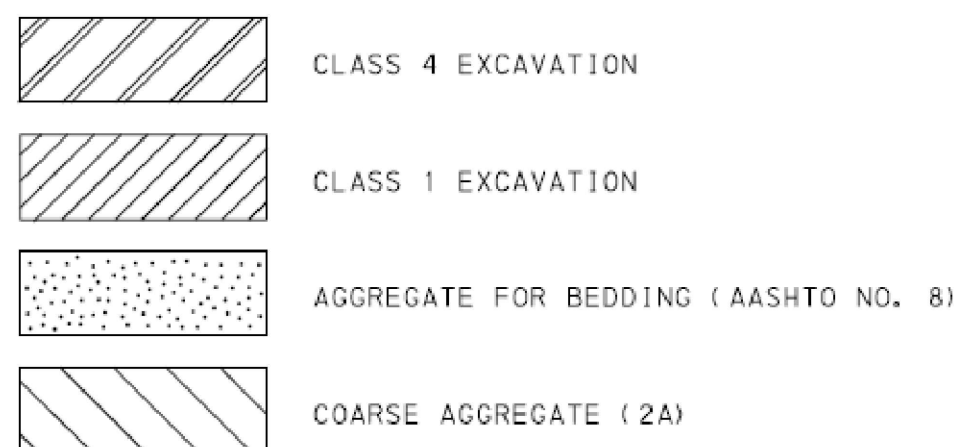 CLASS 4 EXCAVATION
CLASS 1 EXCAVATION
AGGREGATE FOR BEDDING (AASHTO NO. 8)
COARSE AGGREGATE (2A)